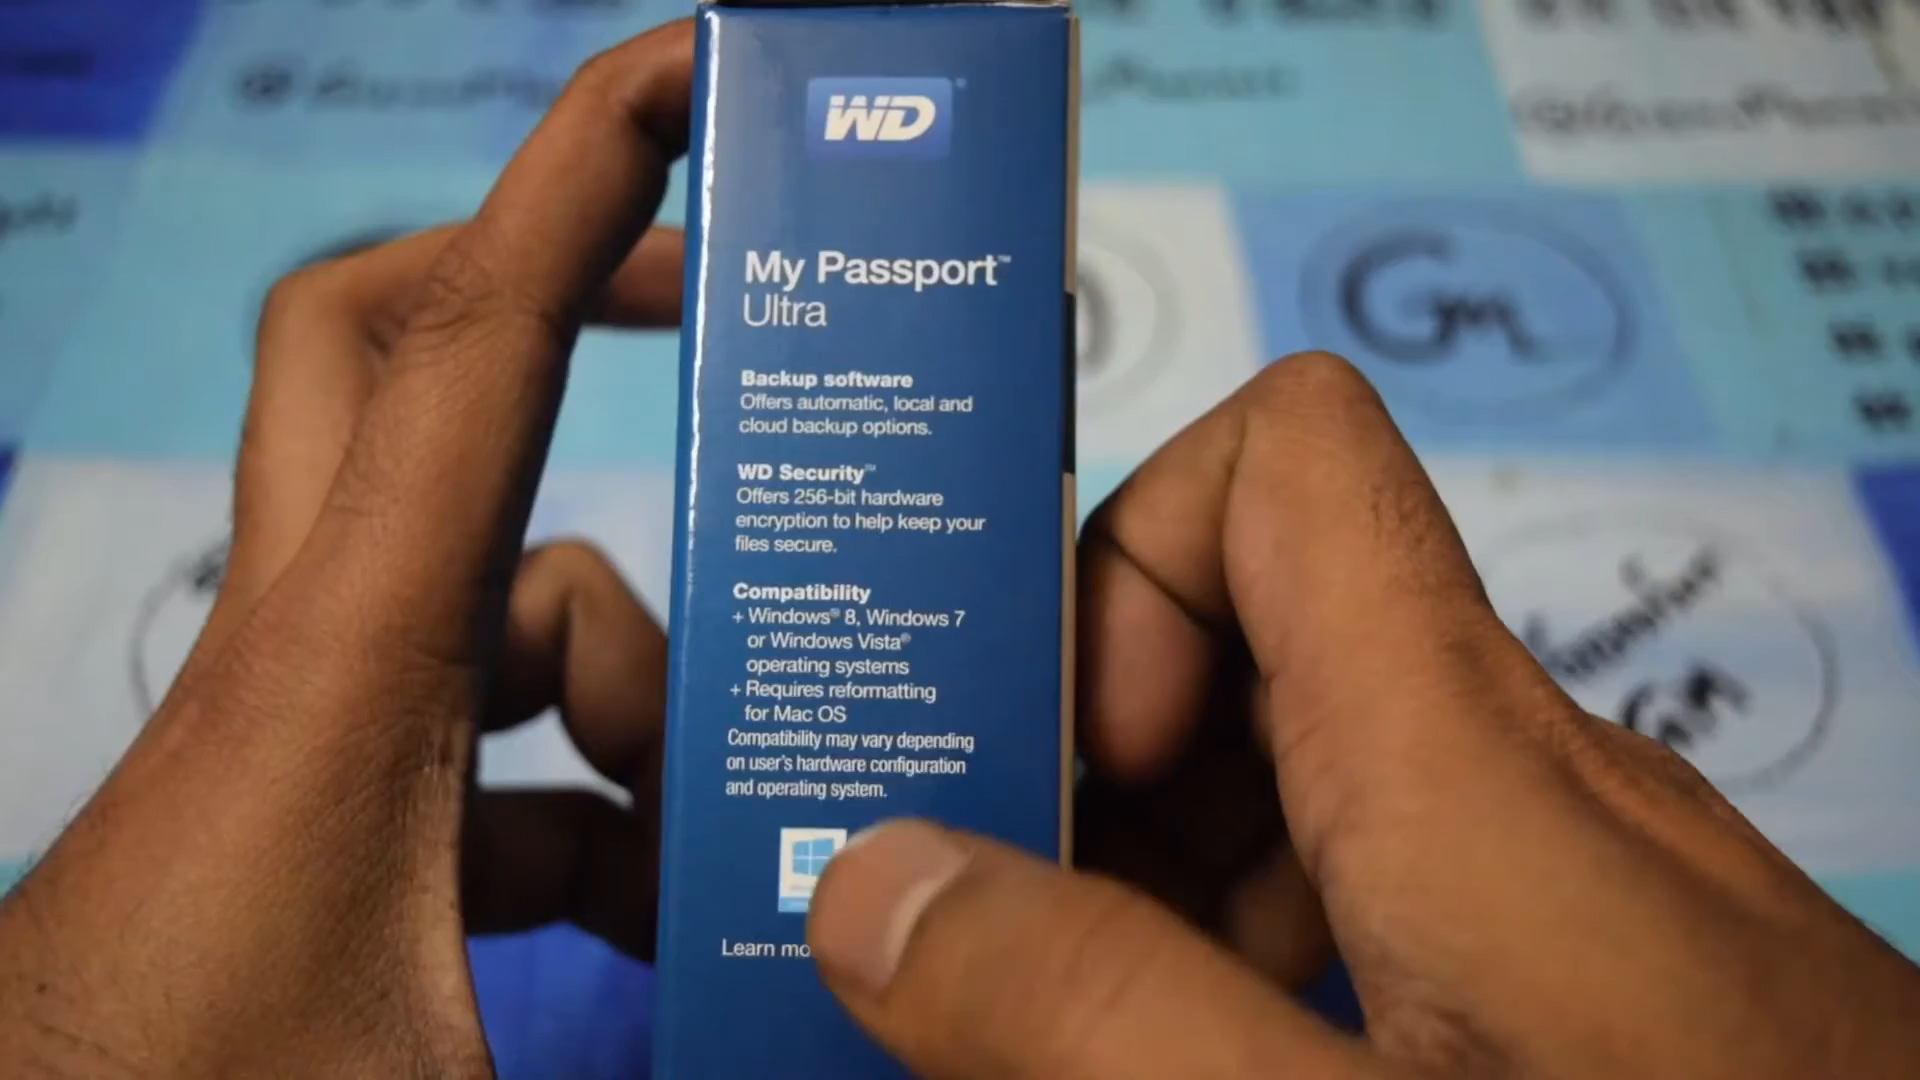 WD
My Passport™
Ultra
Backup software
Offers automatic, local and
cloud backup options.
WD Security™
Offers 256-bit hardware
encryption to help keep your
files secure.
Compatibility
+ Windows® 8, Windows 7
or Windows Vista®
operating systems
+ Requires reformatting
for Mac OS
Compatibility may vary depending
on user's hardware configuration
and operating system.
Learn
GM
GM